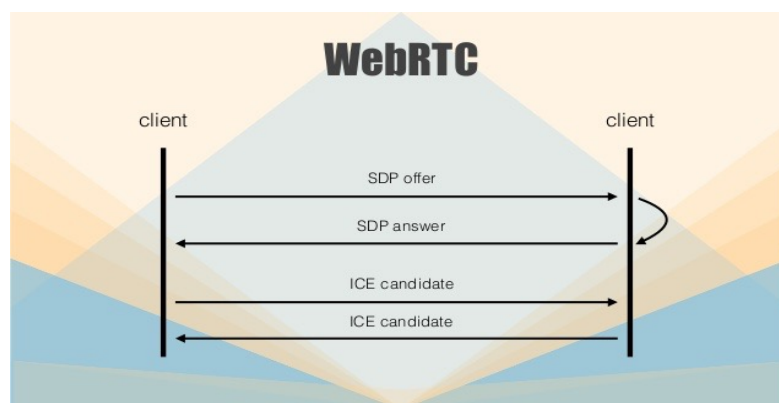 WebRTC
client
client
SDP offer
SDP answer
ICE candidate
ICE candidate